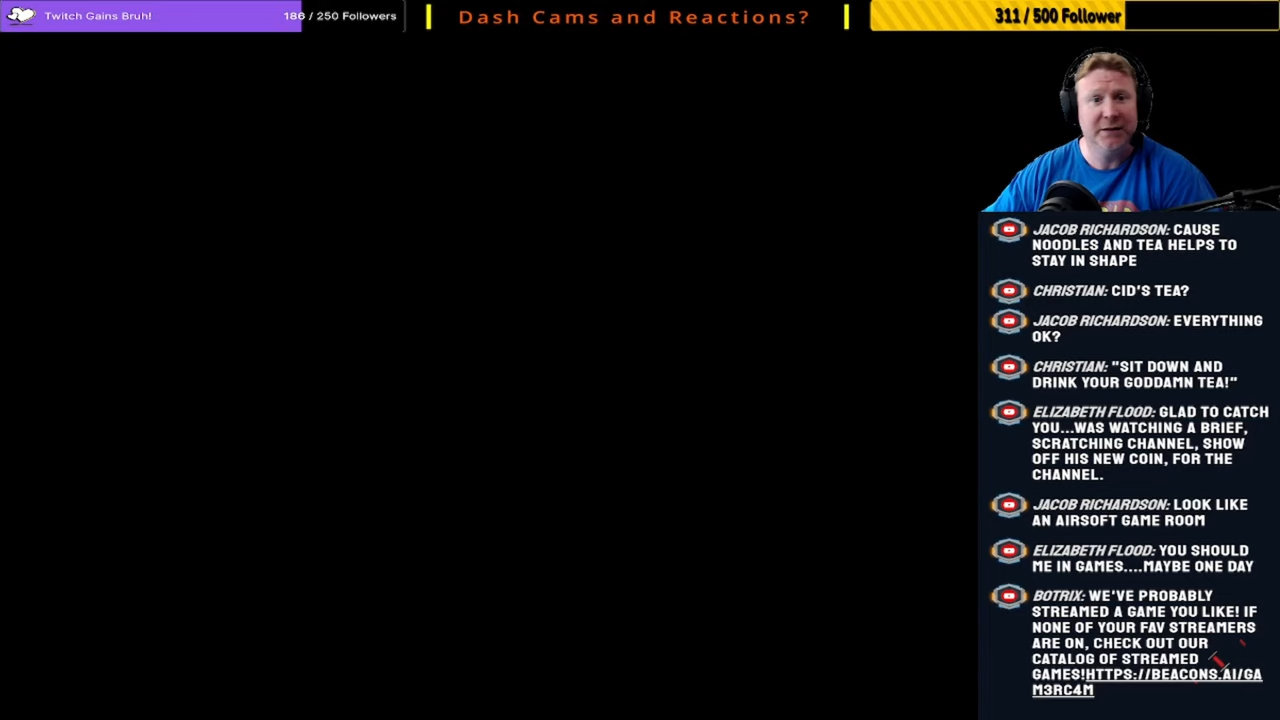 Twitch Gains Bruh!
186 / 250 Followers
Dash Cams and Reactions?
311 / 500 Follower
JACOB RICHARDSON: CAUSE
NOODLES AND TEA HELPS TO
STAY IN SHAPE
CHRISTIAN: CID'S TEA?
JACOB RICHARDSON: EVERYTHING
OK?
CHRISTIAN: "SIT DOWN AND
DRINK YOUR GODDAMN TEA!"
ELIZABETH FLOOD: GLAD TO CATCH
YOU...WAS WATCHING A BRIEF,
SCRATCHING CHANNEL, SHOW
OFF HIS NEW COIN, FOR THE
CHANNEL.
JACOB RICHARDSON: LOOK LIKE
AN AIRSOFT GAME ROOM
ELIZABETH FLOOD: YOU SHOULD
ME IN GAMES....MAYBE ONE DAY
BOTRIX: WE'VE PROBABLY
STREAMED A GAME YOU LIKE! IF
NONE OF YOUR FAV STREAMERS
ARE ON, CHECK OUT OUR
CATALOG OF STREAMED
GAMES!HTTPS://BEACONS.AI/GA
M3RC4M